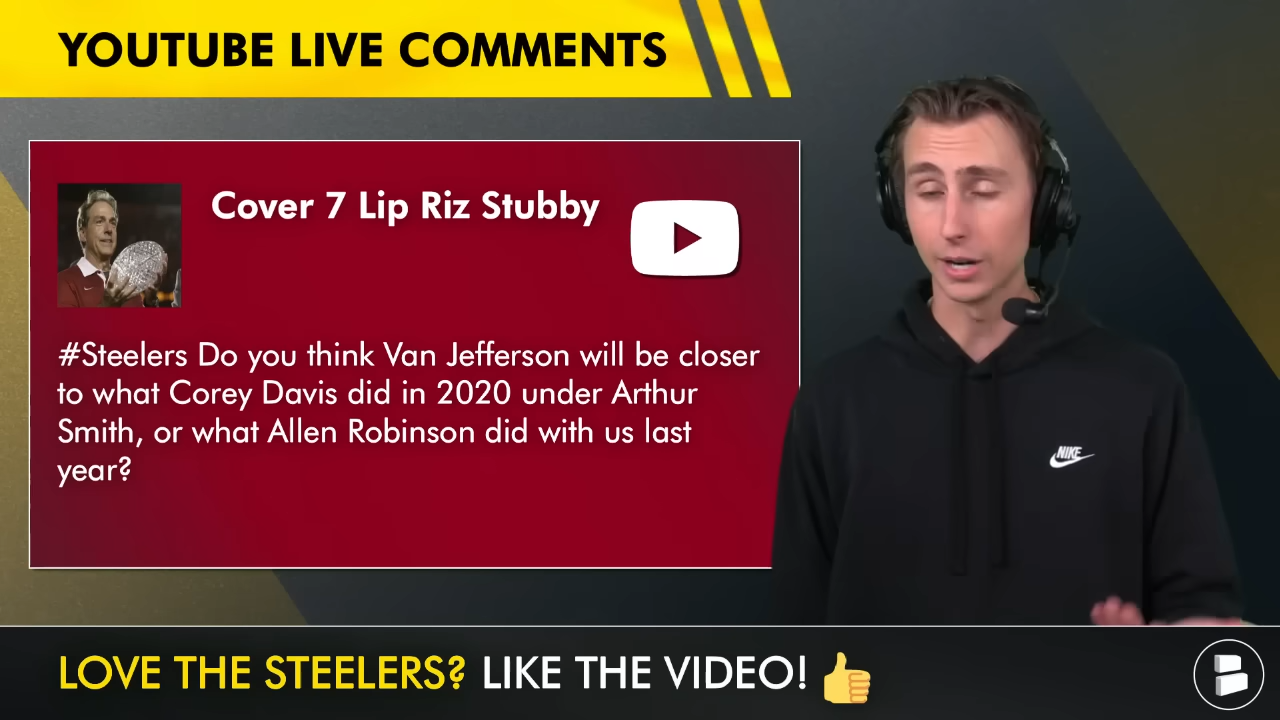 YOUTUBE LIVE COMMENTS
Cover 7 Lip Riz Stubby
#Steelers Do you think Van Jefferson will be closer
to what Corey Davis did in 2020 under Arthur
Smith, or what Allen Robinson did with us last
year?
NIKE
LOVE THE STEELERS? LIKE THE VIDEO!